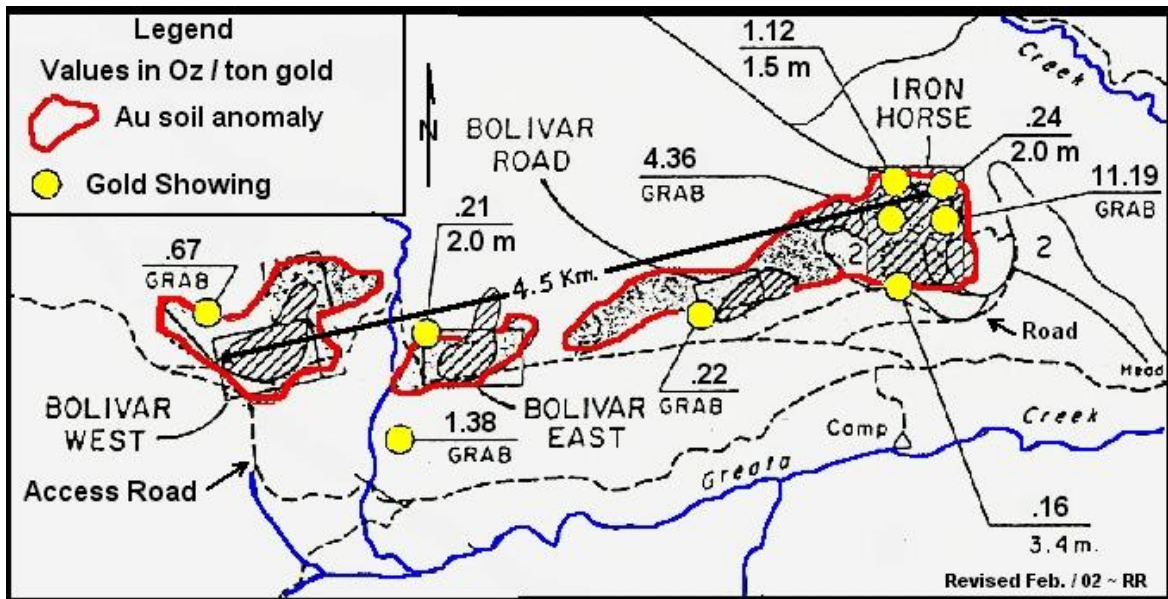 Legend
Values in Oz / ton gold
Au soil anomaly
Gold Showing
N
1.12
1.5 m
IRON
HORSE
.24
2.0 m
Creek
BOLIVAR
ROAD
4.36
GRAB
11.19
GRAB
.21
2.0 m
.67
GRAB
2
2
4.5 Km.
Road
Head
.22
GRAB
BOLIVAR
WEST
BOLIVAR
EAST
1.38
GRAB
Camp
Creek
Greata
Access Road
.16
3.4 m.
Revised Feb. / 02 ~ RR